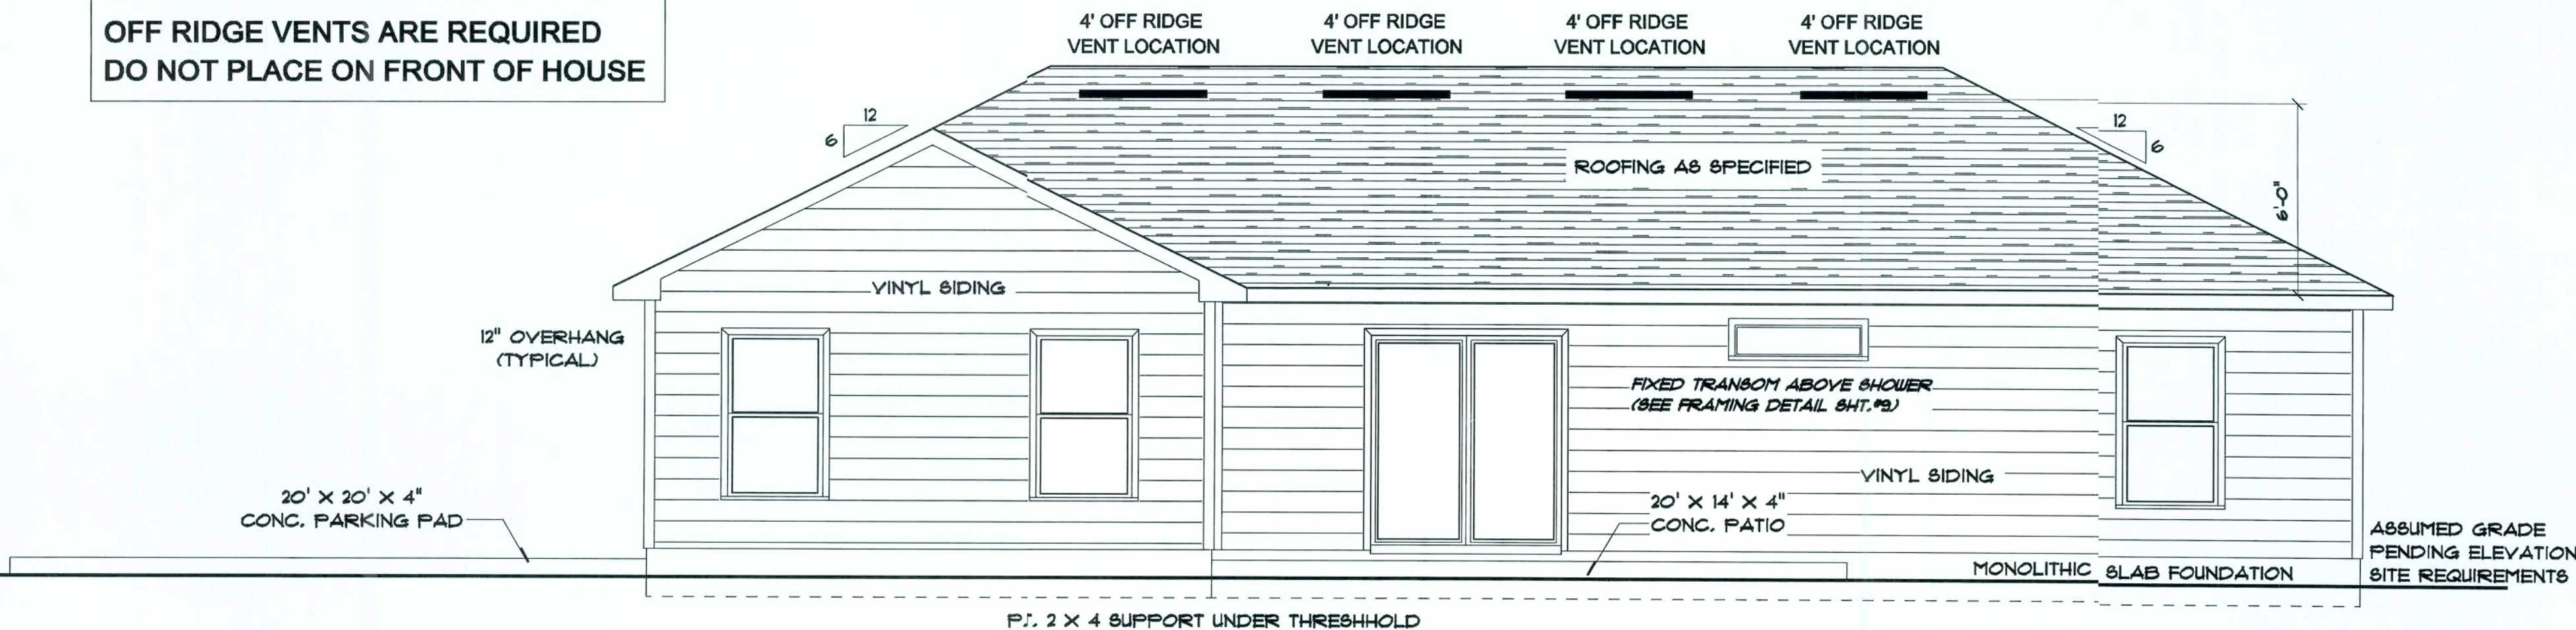 OFF RIDGE VENTS ARE REQUIRED
DO NOT PLACE ON FRONT OF HOUSE
4' OFF RIDGE
VENT LOCATION
4' OFF RIDGE
VENT LOCATION
4' OFF RIDGE
VENT LOCATION
4' OFF RIDGE
VENT LOCATION
12
6
12
6
ROOFING AS SPECIFIED
6'-0"
VINYL SIDING
12" OVERHANG
(TYPICAL)
FIXED TRANSOM ABOVE SHOWER
(SEE FRAMING DETAIL SHT.#9)
VINYL SIDING
20' X 20' X 4"
CONC. PARKING PAD
20' X 14' X 4"
CONC. PATIO
ASSUMED GRADE
PENDING ELEVATION
SITE REQUIREMENTS
MONOLITHIC SLAB FOUNDATION
P.T. 2 X 4 SUPPORT UNDER THRESHHOLD